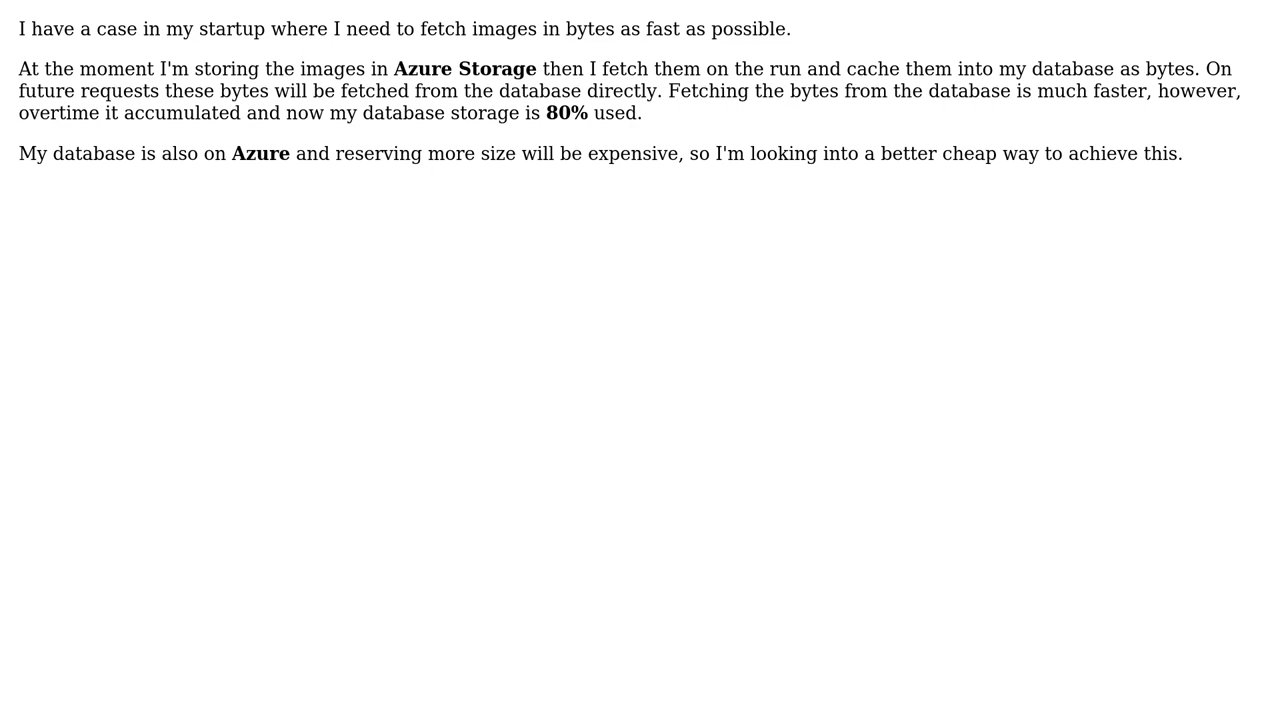 I have a case in my startup where I need to fetch images in bytes as fast as possible.
At the moment I'm storing the images in Azure Storage then I fetch them on the run and cache them into my database as bytes. On
future requests these bytes will be fetched from the database directly. Fetching the bytes from the database is much faster, however,
overtime it accumulated and now my database storage is 80% used.
My database is also on Azure and reserving more size will be expensive, so I'm looking into a better cheap way to achieve this.